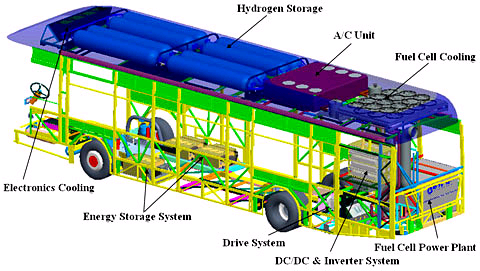 Hydrogen Storage
A/C Unit
Fuel Cell Cooling
Electronics Cooling
Energy Storage System
Drive System
DC/DC & Inverter System
Fuel Cell Power Plant